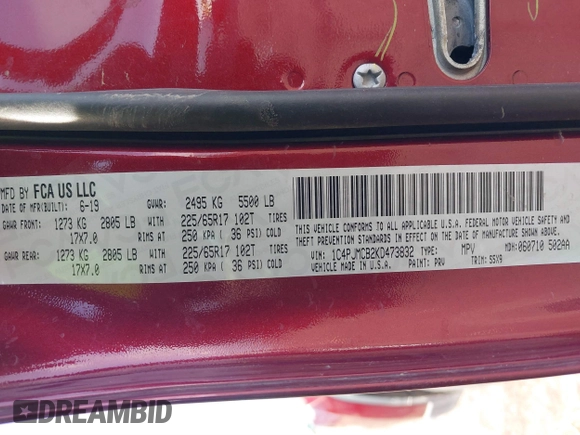 MFD BY FCA US LLC
DATE OF MFR(BUILT): 6-19 GVWR: 2495 KG 5500 LB
GAWR FRONT: 1273 KG 2805 LB WITH 225/65R17 102T TIRES
17X7.0 RIMS AT 250 KPA ( 36 PSI) COLD
GAWR REAR: 1273 KG 2805 LB WITH 225/65R17 102T TIRES
17X7.0 RIMS AT 250 KPA ( 36 PSI) COLD
THIS VEHICLE CONFORMS TO ALL APPLICABLE U.S.A. FEDERAL MOTOR VEHICLE SAFETY AND
THEFT PREVENTION STANDARDS IN EFFECT ON THE DATE OF MANUFACTURE SHOWN ABOVE.
VIN: 1C4PJMCB2KD473832 TYPE: MPV MDH: 060710 502AA
VEHICLE MADE IN U.S.A. PAINT: PRV TRIM: S5X9
DREAMBID